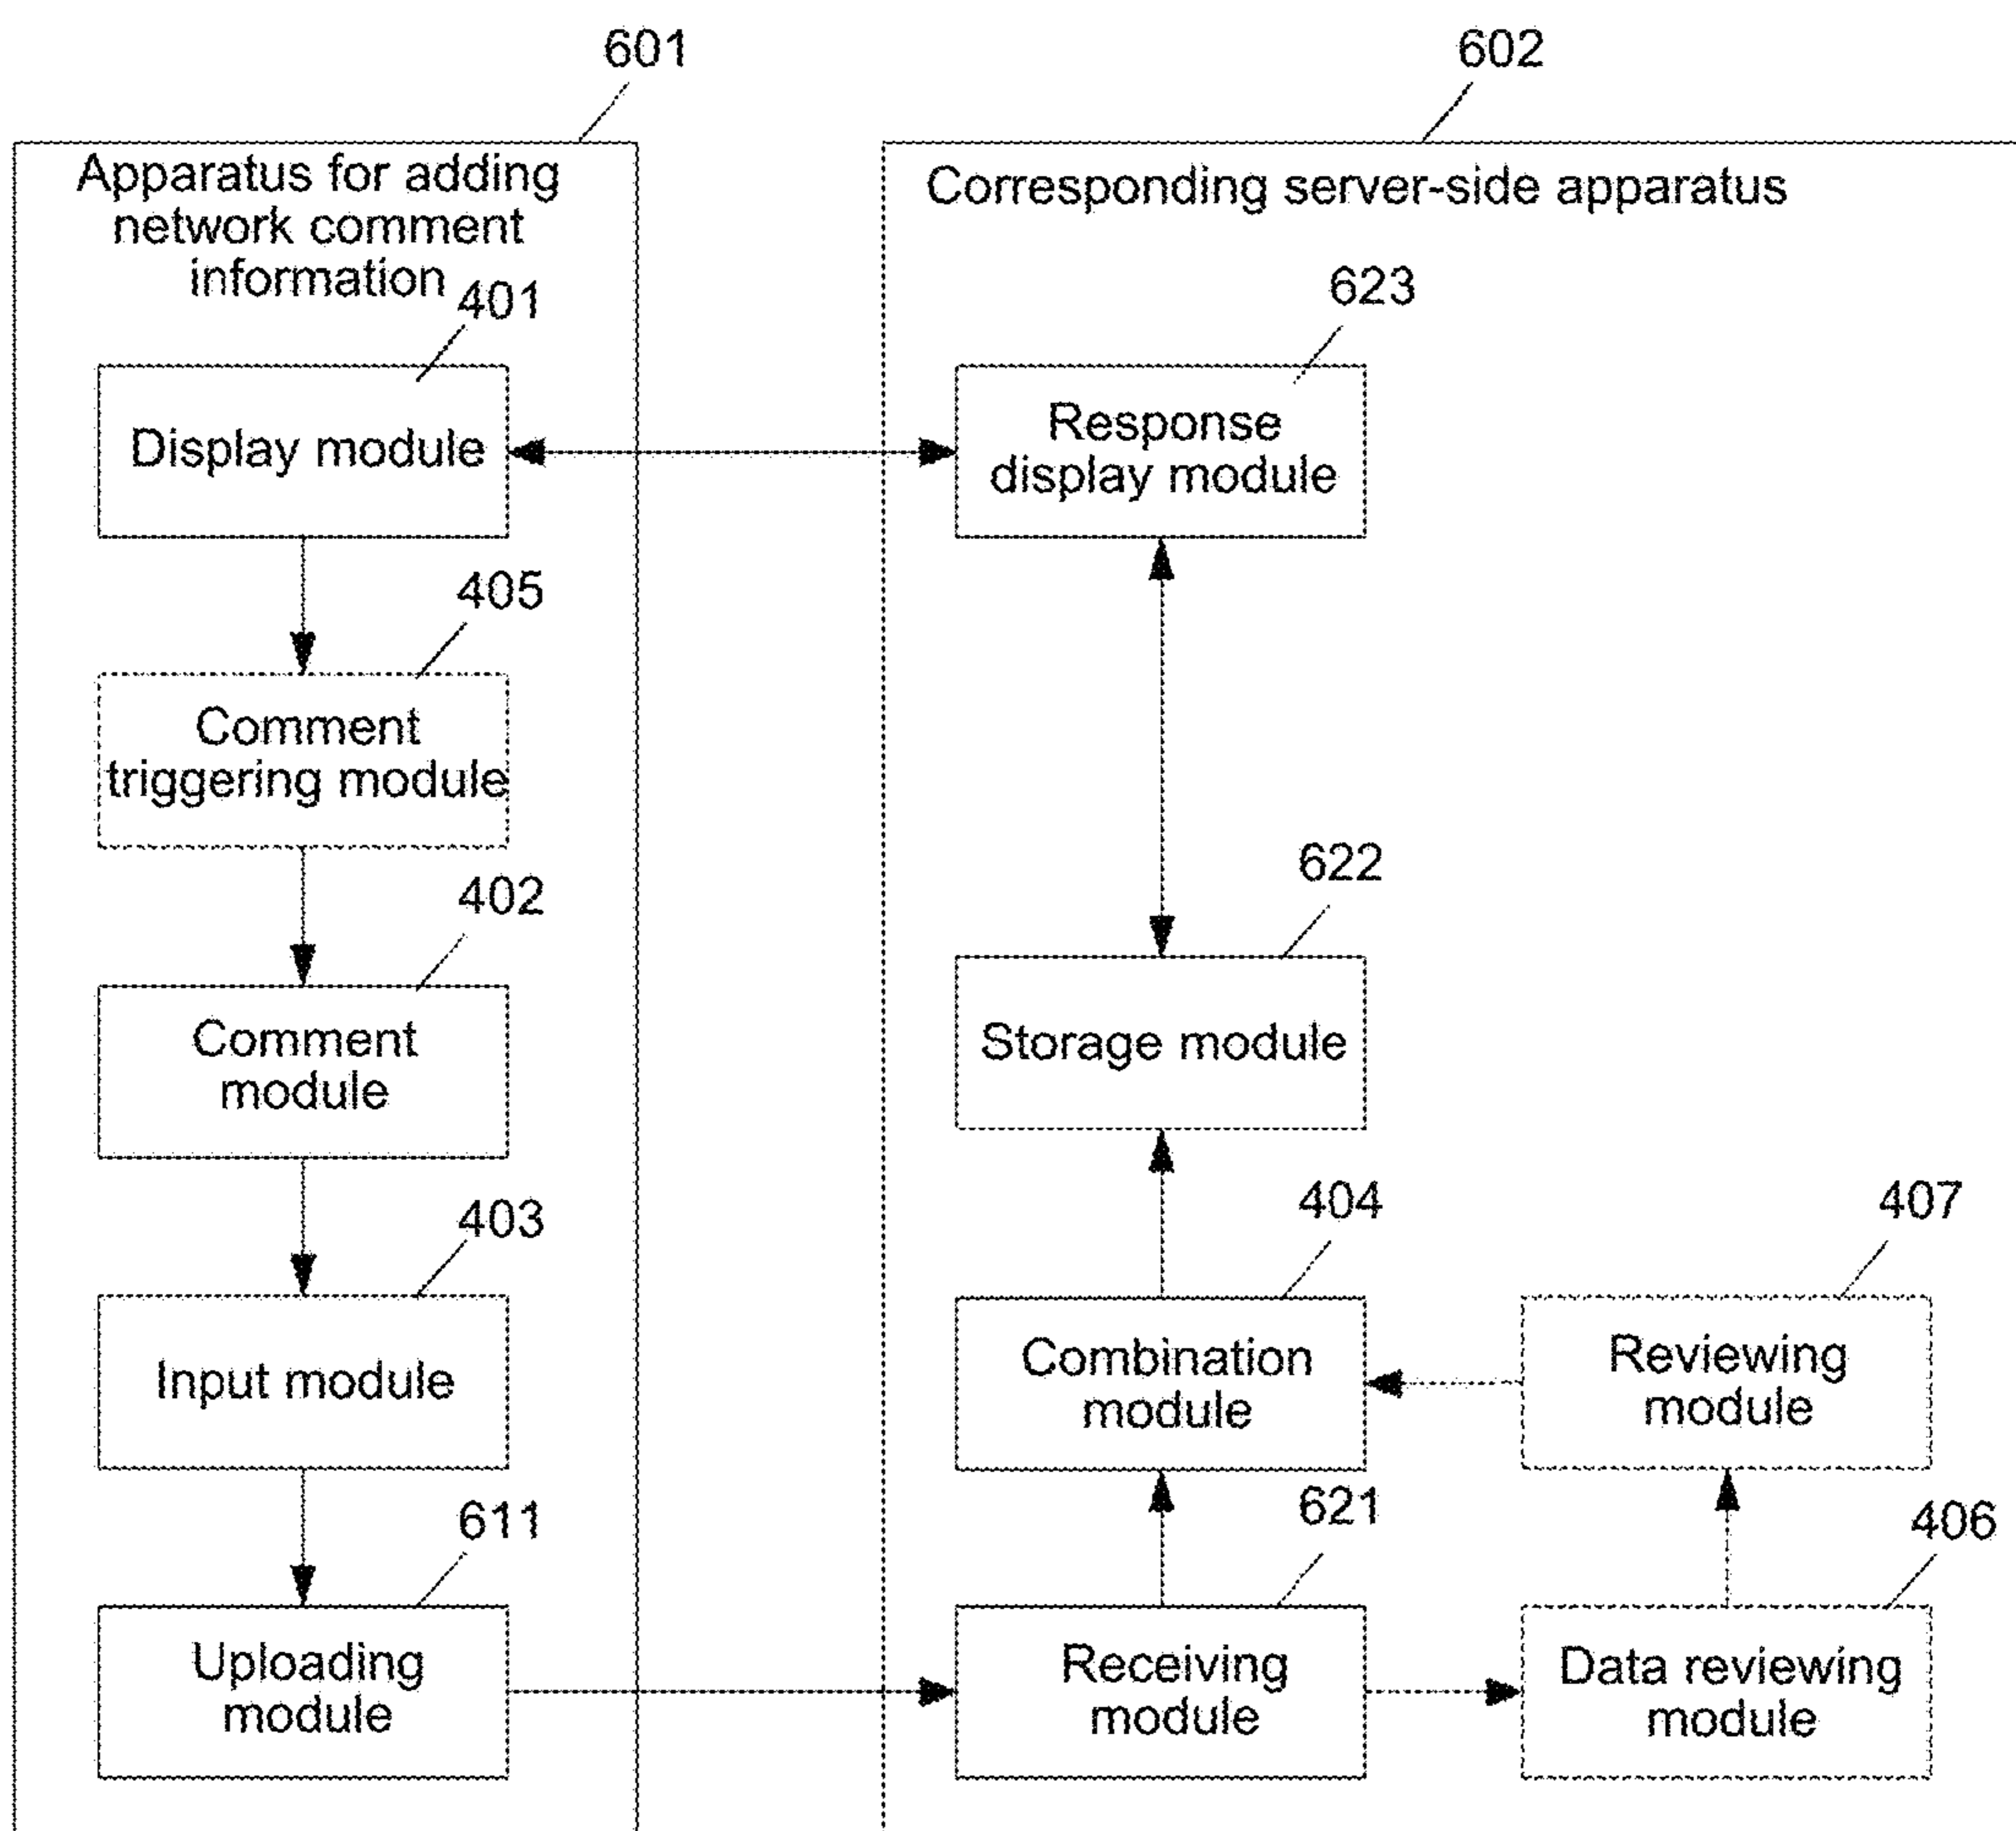 601
602
Apparatus for adding
network comment
information
Corresponding server-side apparatus
401
623
Display module
Response
display module
405
Comment
triggering module
402
622
Comment
module
Storage module
403
404
407
Input module
Combination
module
Reviewing
module
611
621
406
Uploading
module
Receiving
module
Data reviewing
module